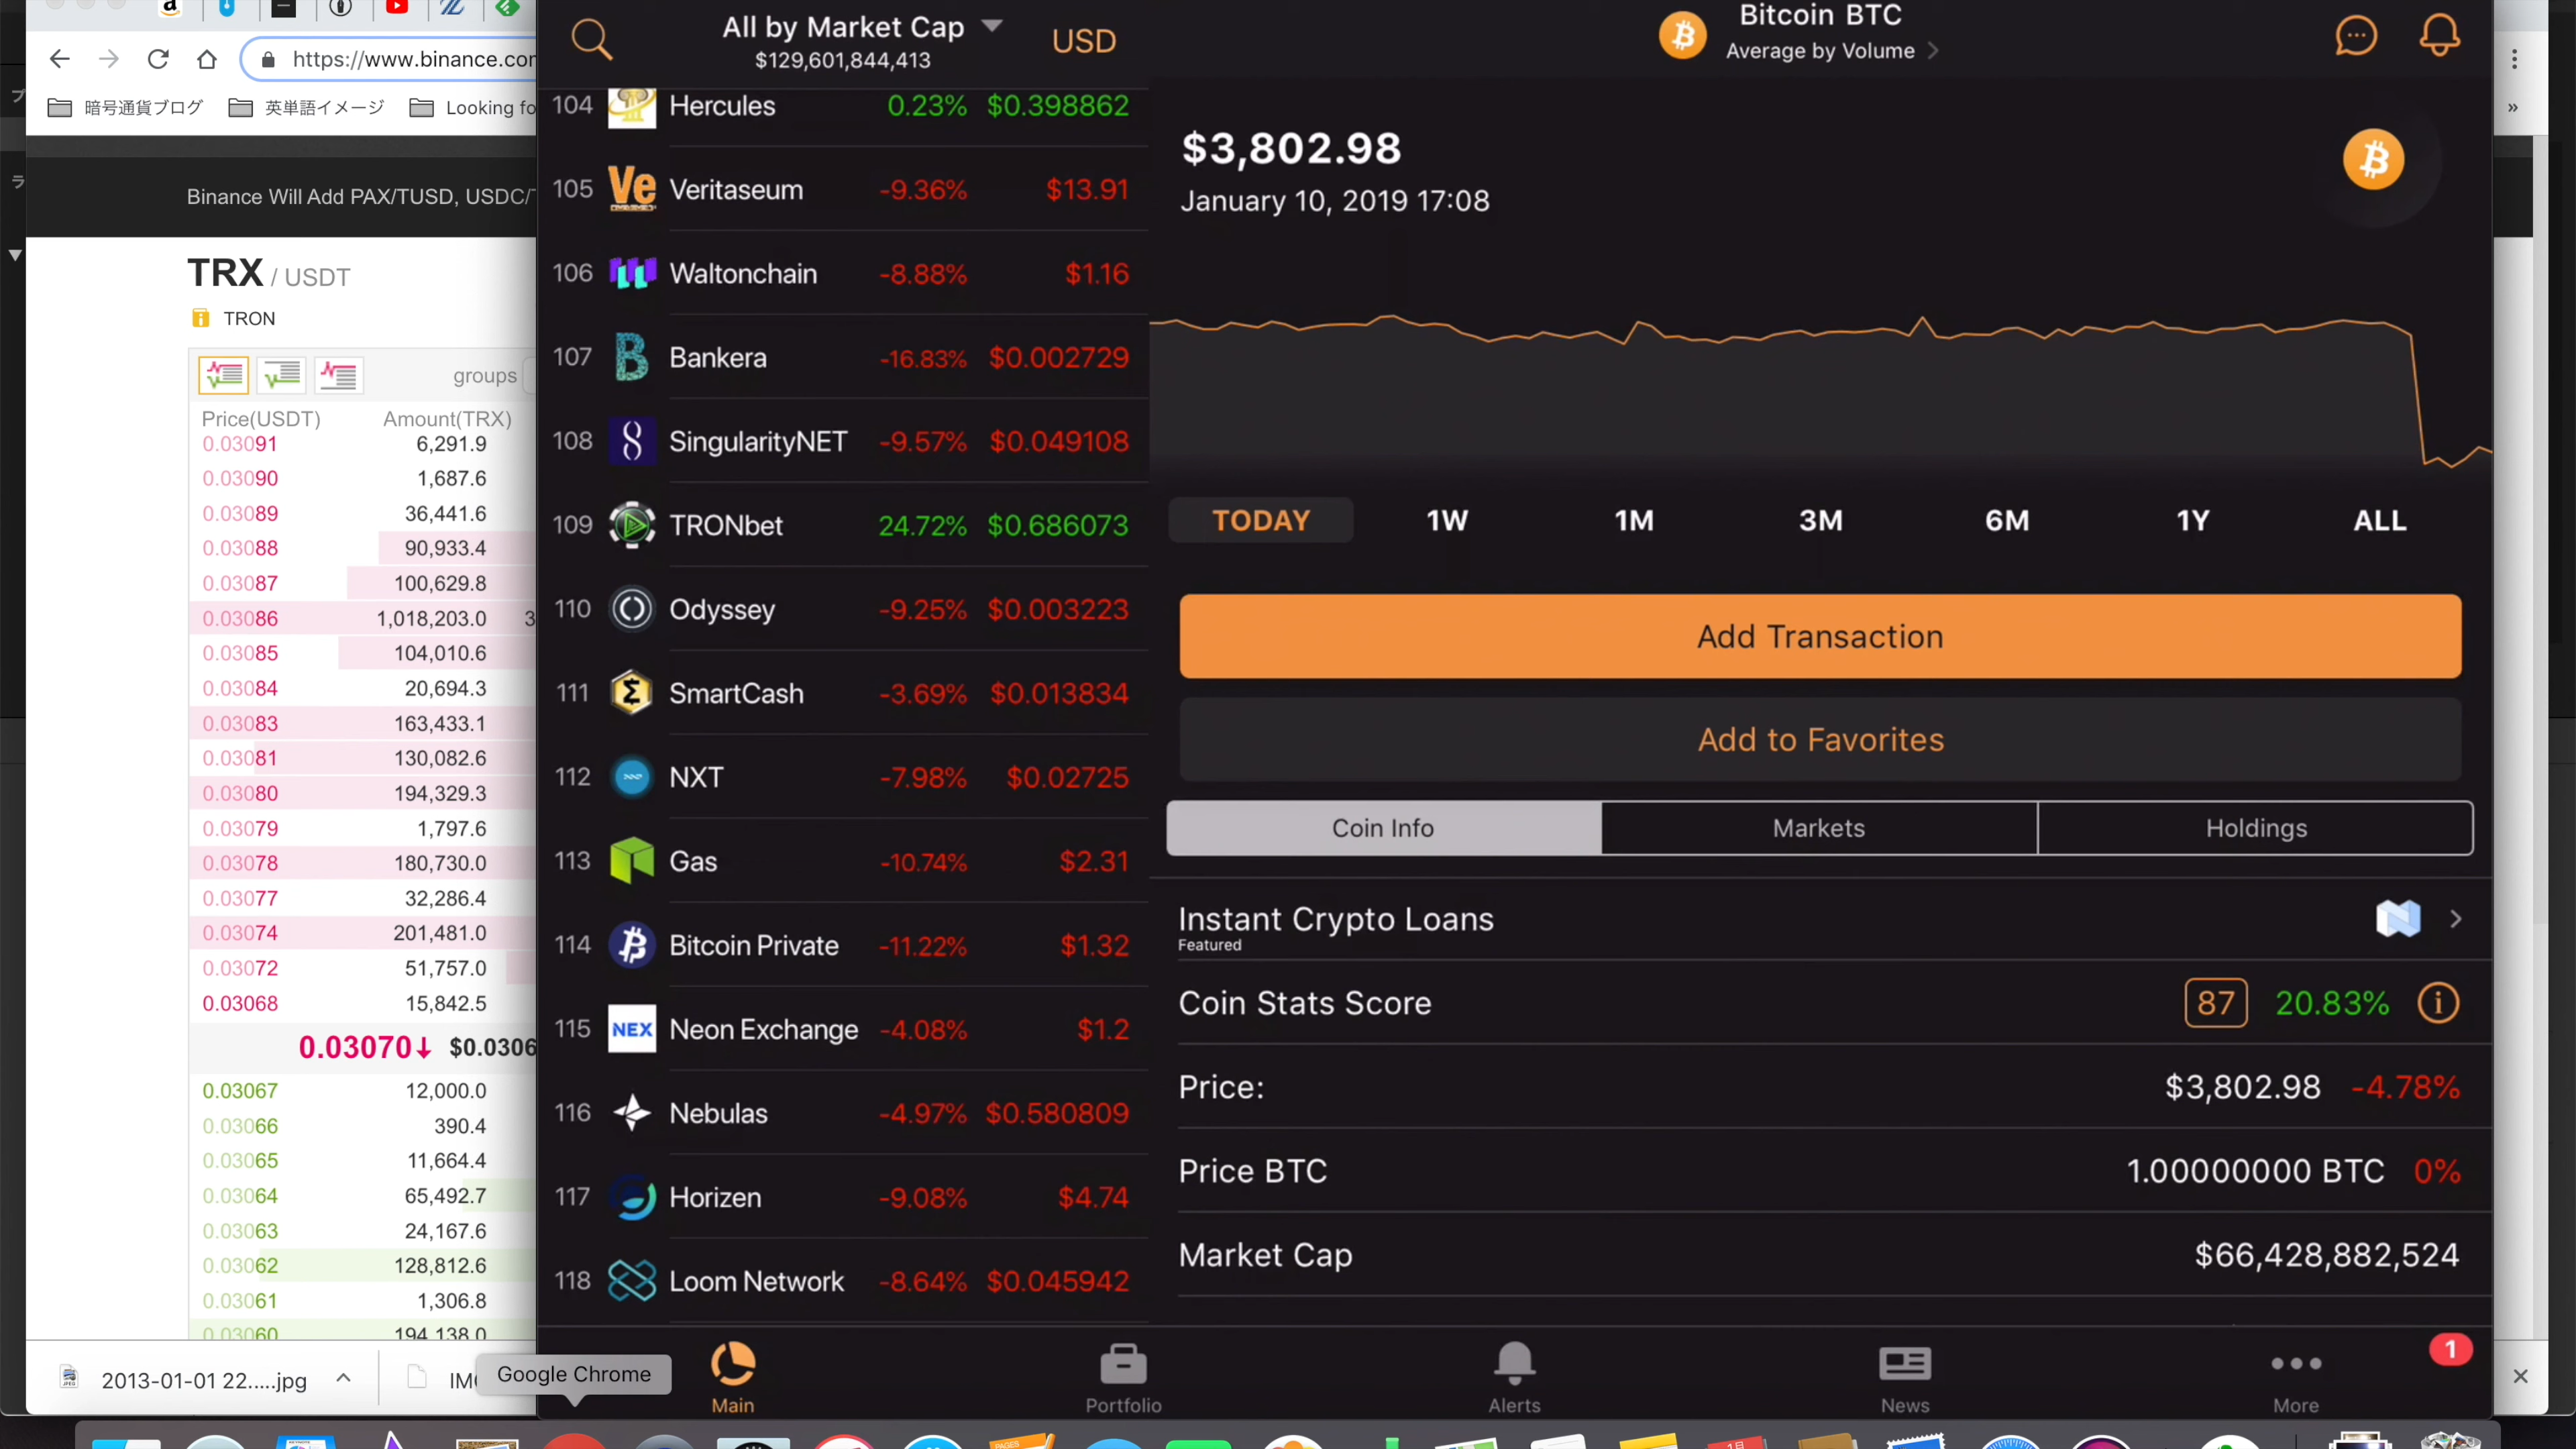 https://www.binance.com
暗号通貨ブログ
英単語イメージ
Looking fo
»
Binance Will Add PAX/TUSD, USDC/
TRX / USDT
TRON
groups
Price(USDT) Amount(TRX)
0.03091 6,291.9
0.03090 1,687.6
0.03089 36,441.6
0.03088 90,933.4
0.03087 100,629.8
0.03086 1,018,203.0 3
0.03085 104,010.6
0.03084 20,694.3
0.03083 163,433.1
0.03081 130,082.6
0.03080 194,329.3
0.03079 1,797.6
0.03078 180,730.0
0.03077 32,286.4
0.03074 201,481.0
0.03072 51,757.0
0.03068 15,842.5
0.03070↓ $0.0306
0.03067 12,000.0
0.03066 390.4
0.03065 11,664.4
0.03064 65,492.7
0.03063 24,167.6
0.03062 128,812.6
0.03061 1,306.8
0.03060 194,138.0
2013-01-01 22.....jpg
Google Chrome
All by Market Cap
$129,601,844,413
USD
104 Hercules 0.23% $0.398862
105 Ve Veritaseum -9.36% $13.91
106 Waltonchain -8.88% $1.16
107 Bankera -16.83% $0.002729
108 SingularityNET -9.57% $0.049108
109 TRONbet 24.72% $0.686073
110 Odyssey -9.25% $0.003223
111 SmartCash -3.69% $0.013834
112 NXT -7.98% $0.02725
113 Gas -10.74% $2.31
114 Bitcoin Private -11.22% $1.32
115 NEX Neon Exchange -4.08% $1.2
116 Nebulas -4.97% $0.580809
117 Horizen -9.08% $4.74
118 Loom Network -8.64% $0.045942
Bitcoin BTC
Average by Volume
$3,802.98
January 10, 2019 17:08
TODAY 1W 1M 3M 6M 1Y ALL
Add Transaction
Add to Favorites
Coin Info Markets Holdings
Instant Crypto Loans
Featured
Coin Stats Score 87 20.83%
Price: $3,802.98 -4.78%
Price BTC 1.00000000 BTC 0%
Market Cap $66,428,882,524
Main Portfolio Alerts News More
1
PAGES
1月